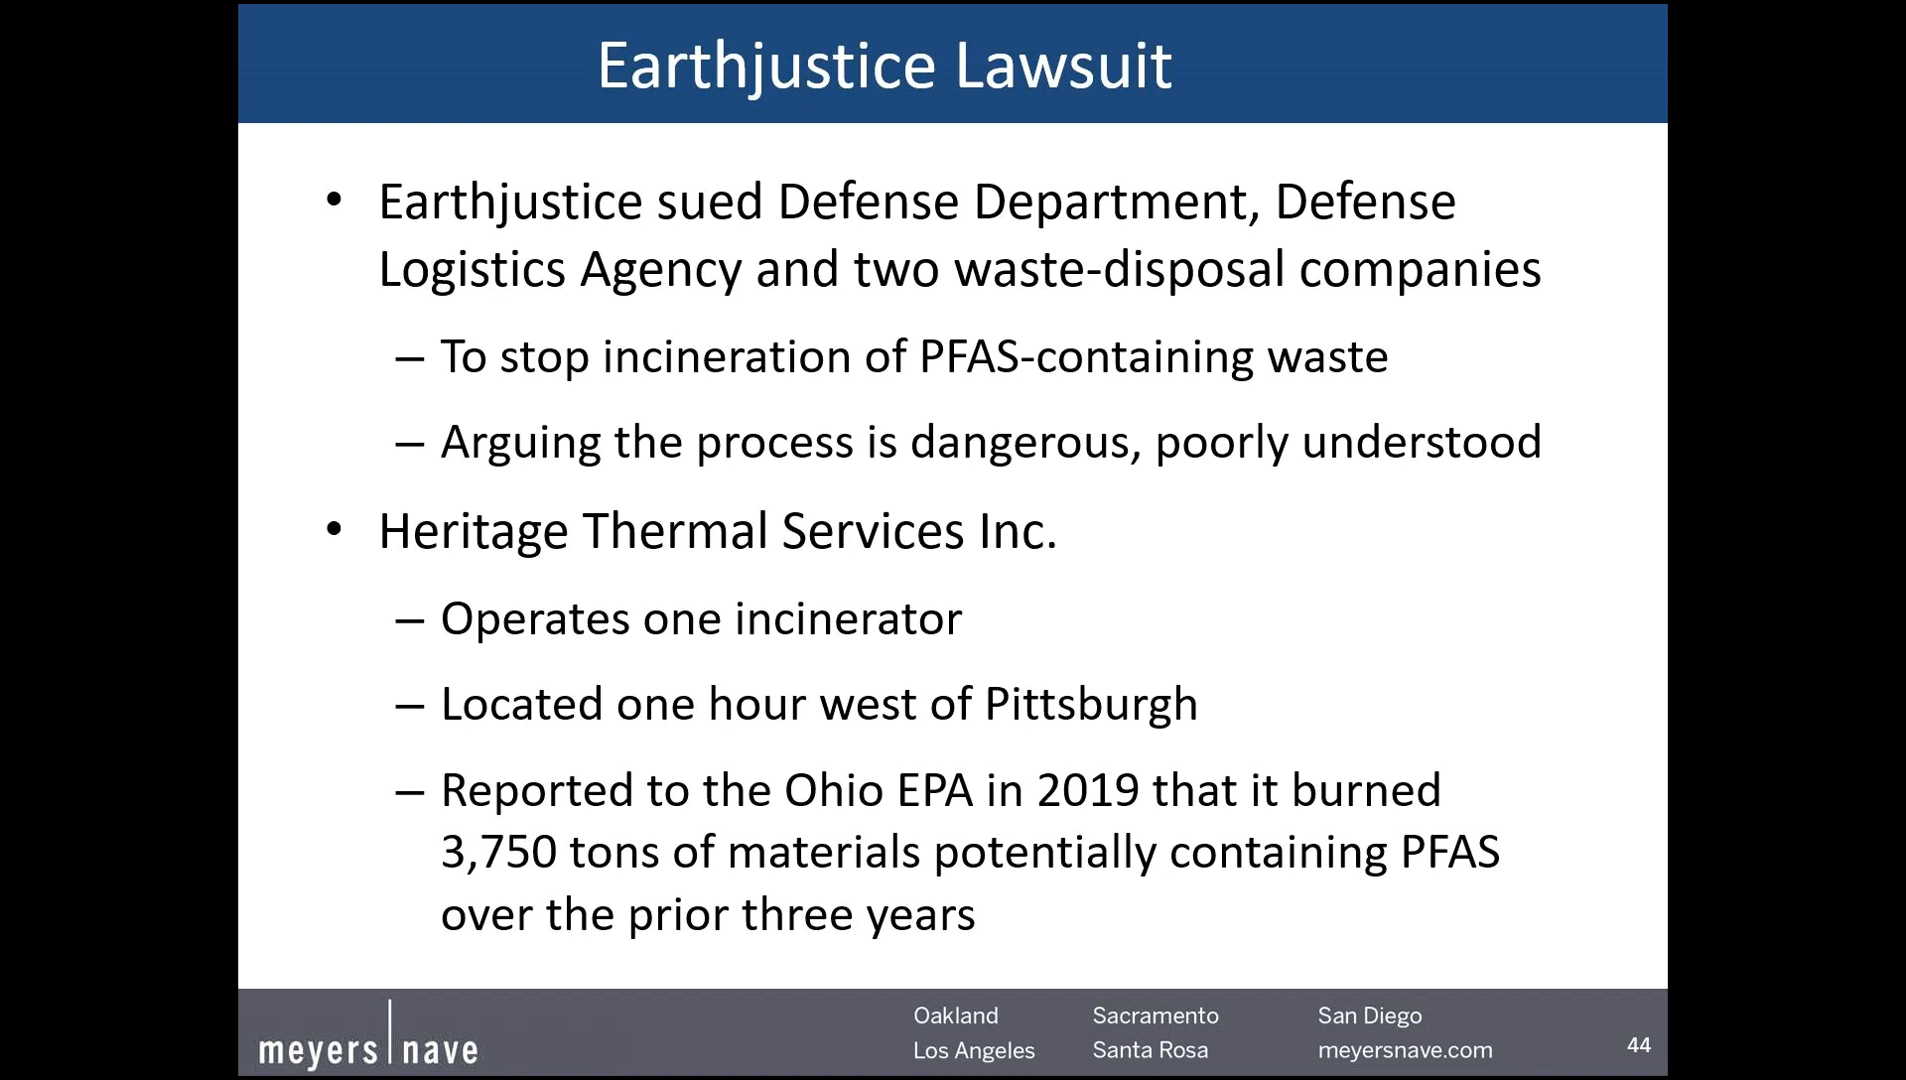 Earthjustice Lawsuit
• Earthjustice sued Defense Department, Defense
Logistics Agency and two waste-disposal companies
– To stop incineration of PFAS-containing waste
– Arguing the process is dangerous, poorly understood
• Heritage Thermal Services Inc.
– Operates one incinerator
– Located one hour west of Pittsburgh
– Reported to the Ohio EPA in 2019 that it burned
3,750 tons of materials potentially containing PFAS
over the prior three years
meyers nave
Oakland Sacramento San Diego
Los Angeles Santa Rosa meyersnave.com
44